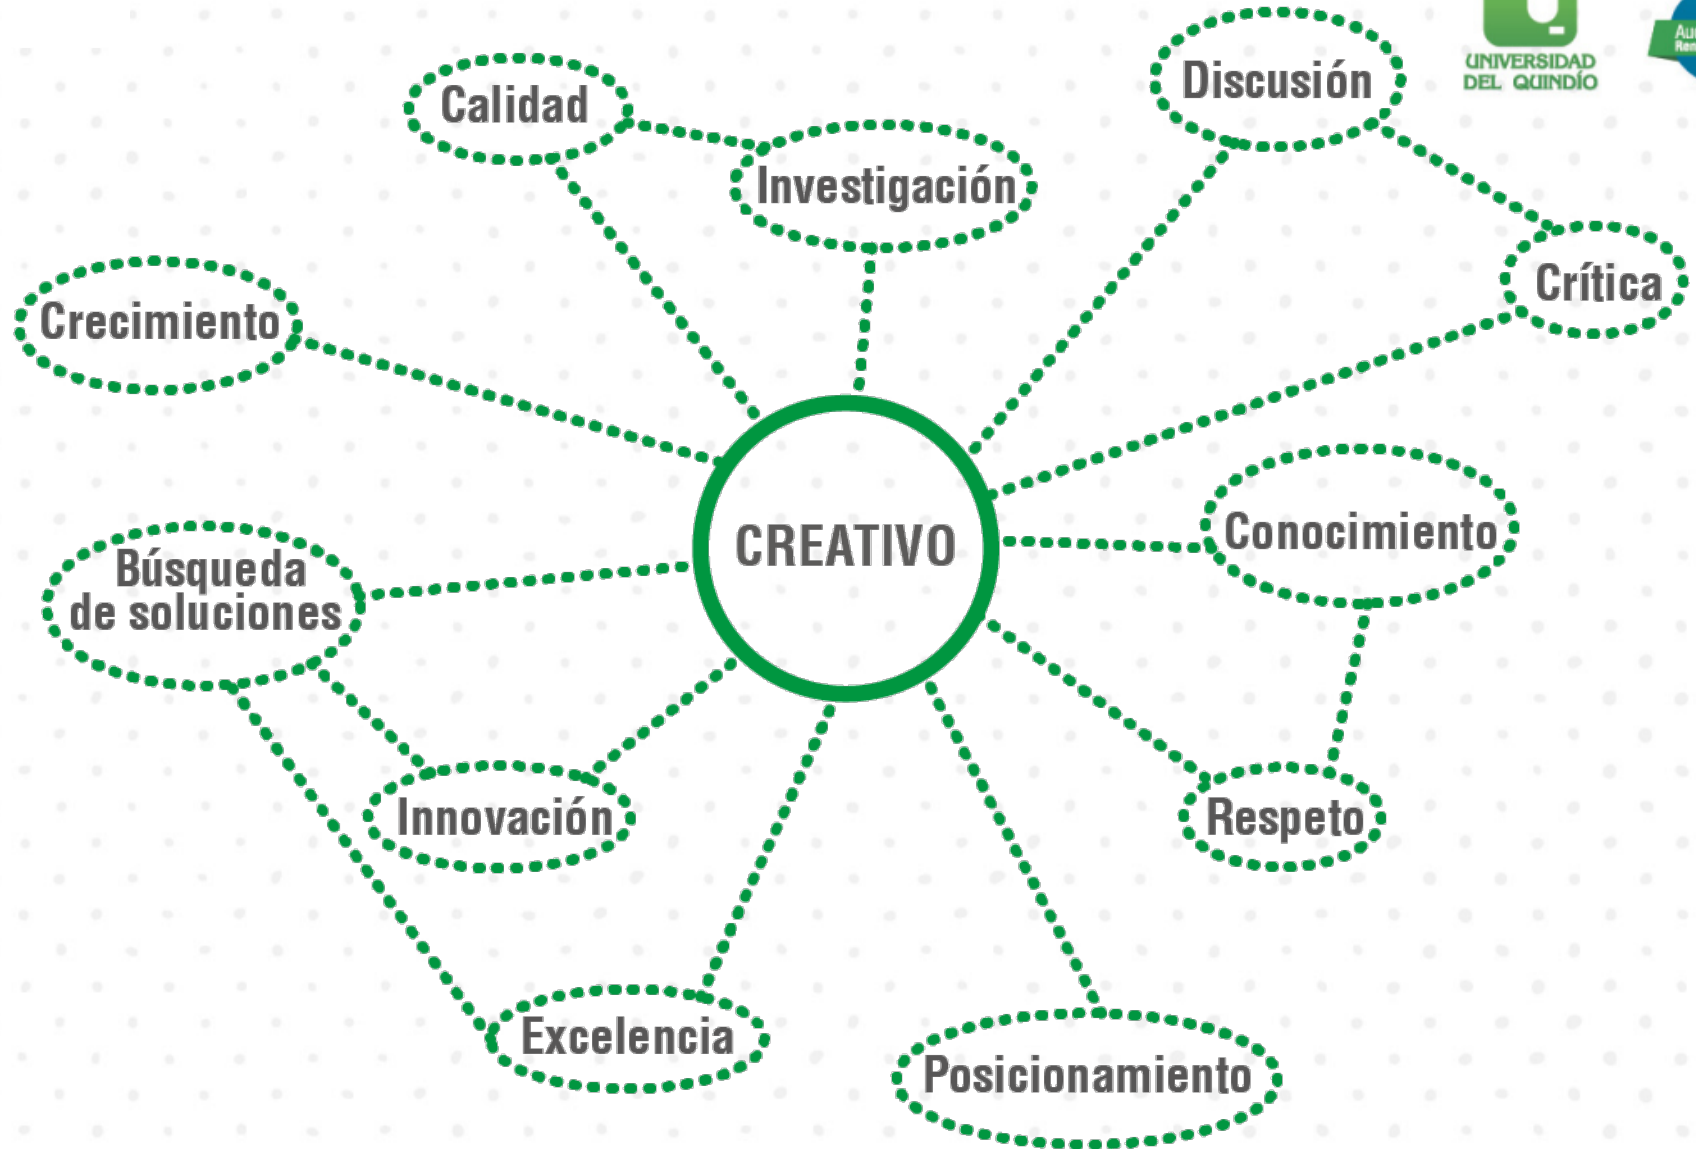 UNIVERSIDAD
DEL QUINDÍO
Discusión
Calidad
Investigación
Crítica
Crecimiento
CREATIVO
Conocimiento
Búsqueda
de soluciones
Innovación
Respeto
Excelencia
Posicionamiento